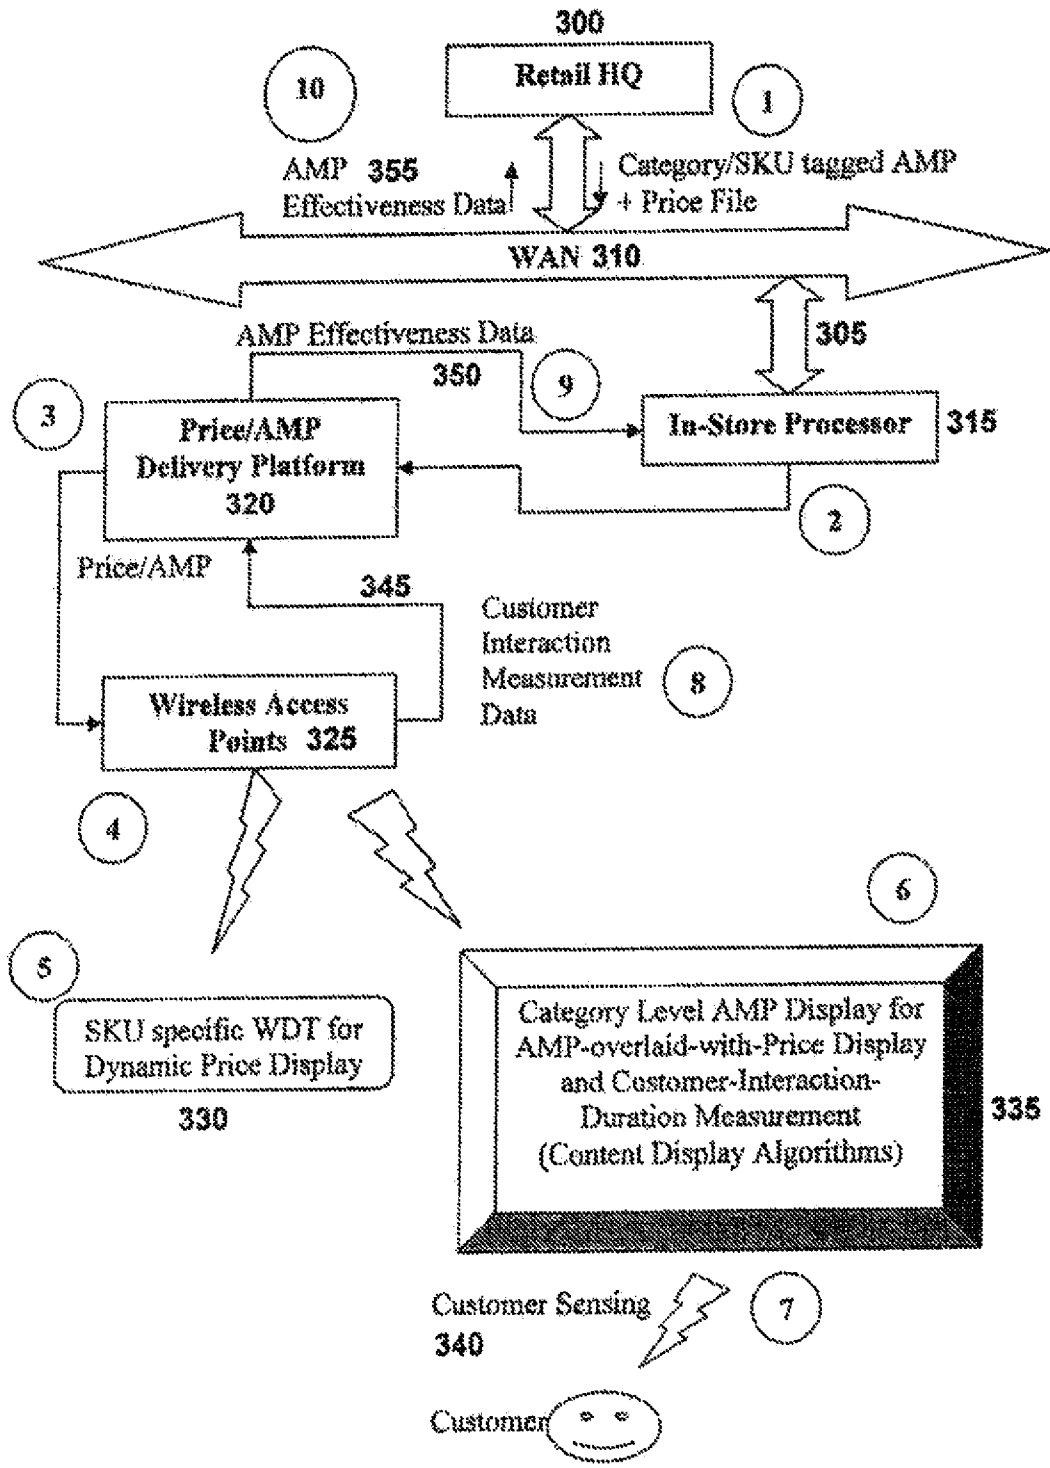 300
Retail HQ
10
1
AMP 355
Effectiveness Data
Category/SKU tagged AMP
+ Price File
WAN 310
305
AMP Effectiveness Data
350
9
3
Price/AMP
Delivery Platform
320
In-Store Processor
315
2
Price/AMP
345
Customer
Interaction
Measurement
Data
8
Wireless Access
Points 325
4
6
5
SKU specific WDT for
Dynamic Price Display
330
Category Level AMP Display for
AMP-overlaid-with-Price Display
and Customer-Interaction-
Duration Measurement
(Content Display Algorithms)
335
Customer Sensing
340
7
Customer